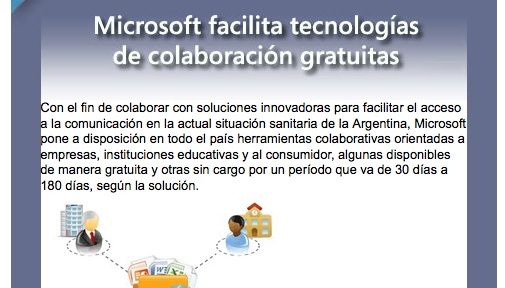 Microsoft facilita tecnologías
de colaboración gratuitas
Con el fin de colaborar con soluciones innovadoras para facilitar el acceso
a la comunicación en la actual situación sanitaria de la Argentina, Microsoft
pone a disposición en todo el país herramientas colaborativas orientadas a
empresas, instituciones educativas y al consumidor, algunas disponibles
de manera gratuita y otras sin cargo por un período que va de 30 días a
180 días, según la solución.